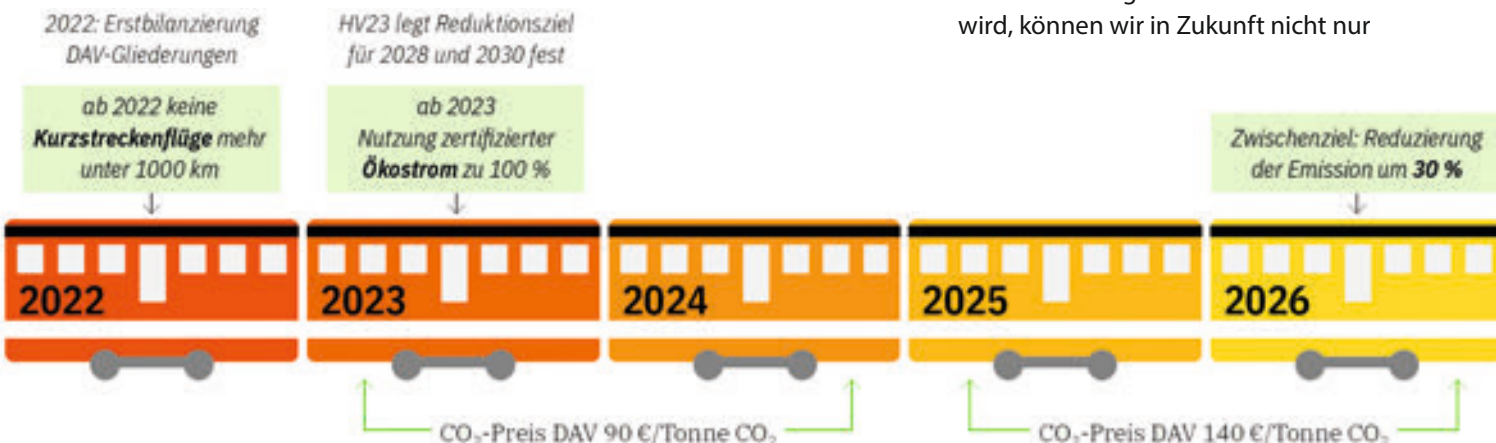 wird, können wir in Zukunft nicht nur
2022: Erstbilanzierung
DAV-Gliederungen
HV23 legt Reduktionsziel
für 2028 und 2030 fest
ab 2022 keine
Kurzstreckenflüge mehr
unter 1000 km
ab 2023
Nutzung zertifizierter
Ökostrom zu 100 %
Zwischenziel: Reduzierung
der Emission um 30 %
2022
2023
2024
2025
2026
CO₂-Preis DAV 90 €/Tonne CO₂
CO₂-Preis DAV 140 €/Tonne CO₂